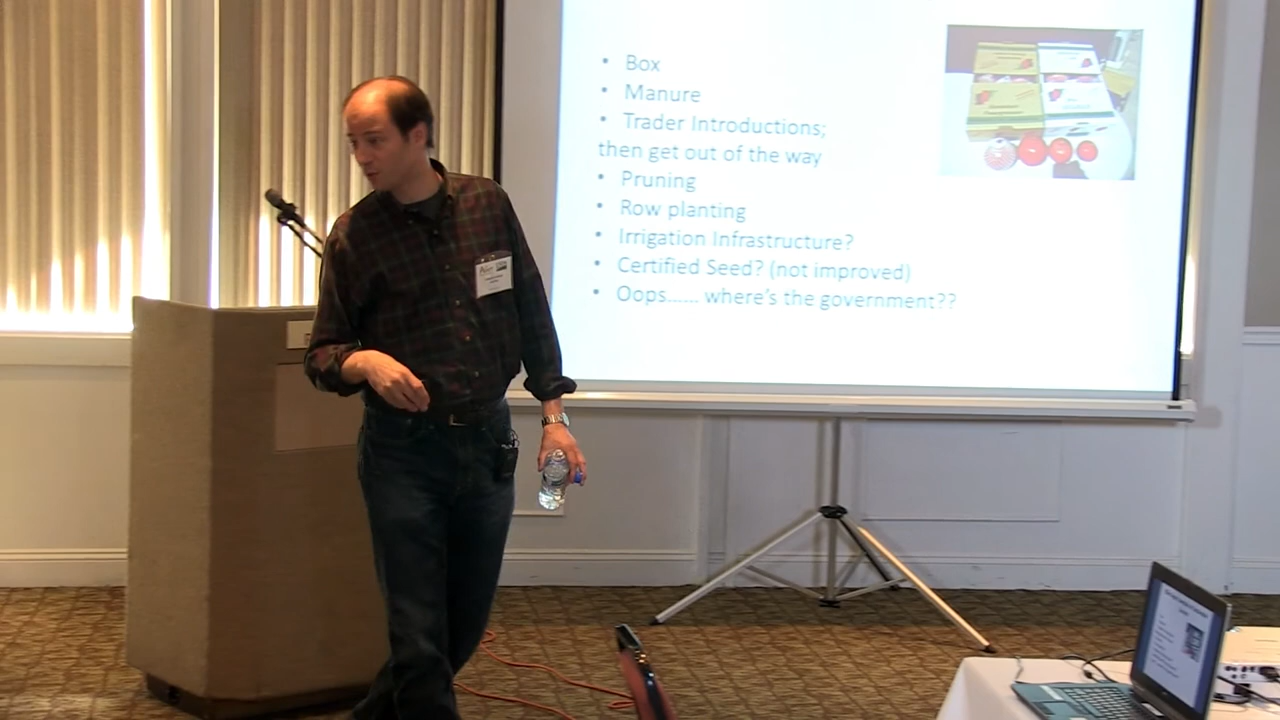 • Box
• Manure
• Trader Introductions;
then get out of the way
• Pruning
• Row planting
• Irrigation Infrastructure?
• Certified Seed? (not improved)
• Oops...... where's the government??